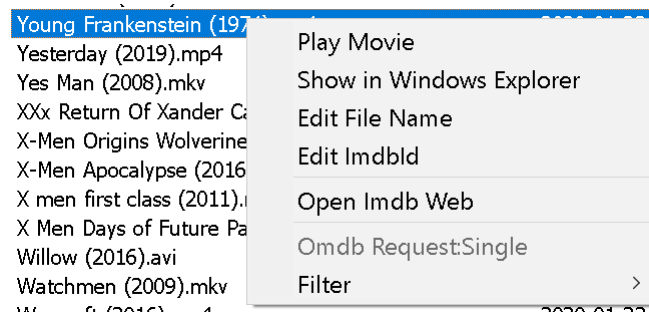 Young Frankenstein (197
Yesterday (2019).mp4
Yes Man (2008).mkv
XXx Return Of Xander Ca
X-Men Origins Wolverine
X-Men Apocalypse (2016
X men first class (2011).
X Men Days of Future Pa
Willow (2016).avi
Watchmen (2009).mkv
Play Movie
Show in Windows Explorer
Edit File Name
Edit ImdbId
Open Imdb Web
Omdb Request:Single
Filter